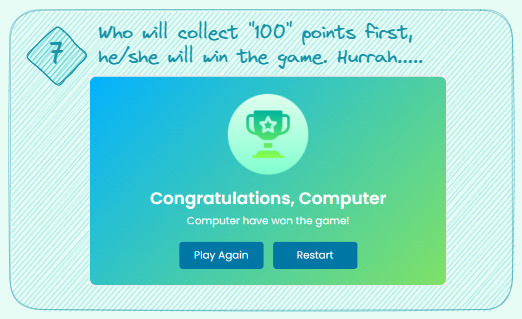 7
Who will collect "100" points first,
he/she will win the game. Hurrah.....
Congratulations, Computer
Computer have won the game!
Play Again
Restart